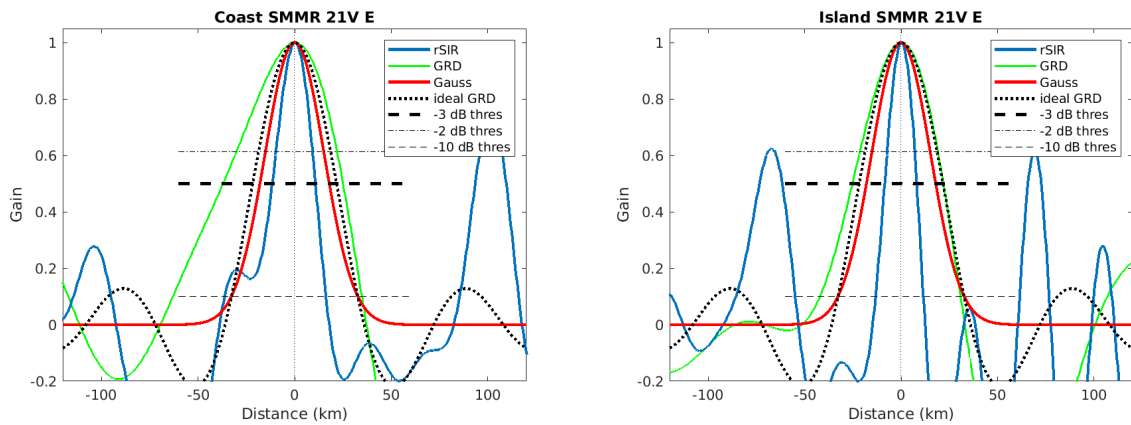 Coast SMMR 21V E
1
0.8
0.6
0.4
0.2
0
-0.2
Gain
-100
-50
0
50
100
Distance (km)
rSIR
GRD
Gauss
ideal GRD
-3 dB thres
-2 dB thres
-10 dB thres
Island SMMR 21V E
1
0.8
0.6
0.4
0.2
0
-0.2
Gain
-100
-50
0
50
100
Distance (km)
rSIR
GRD
Gauss
ideal GRD
-3 dB thres
-2 dB thres
-10 dB thres